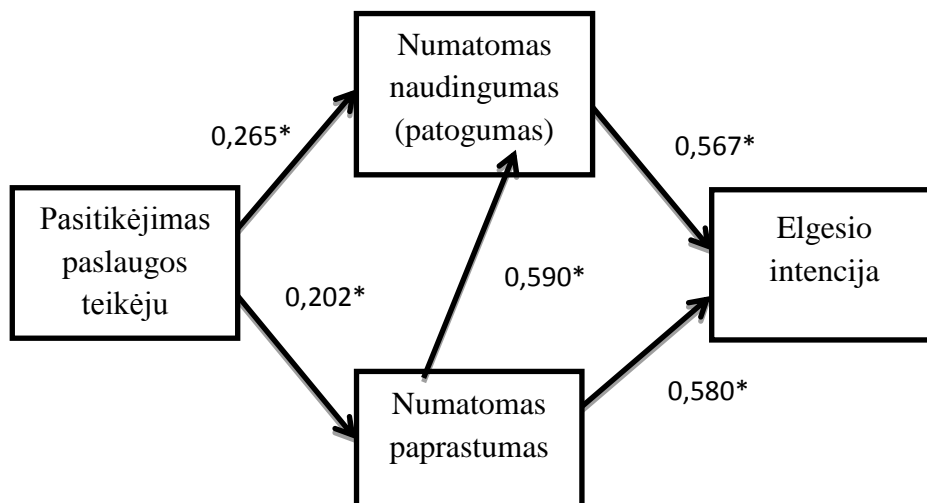 Numatomas
naudingumas
(patogumas)
0,265*
0,567*
Pasitikėjimas
paslaugos
teikėju
Elgesio
intencija
0,202*
0,590*
Numatomas
paprastumas
0,580*